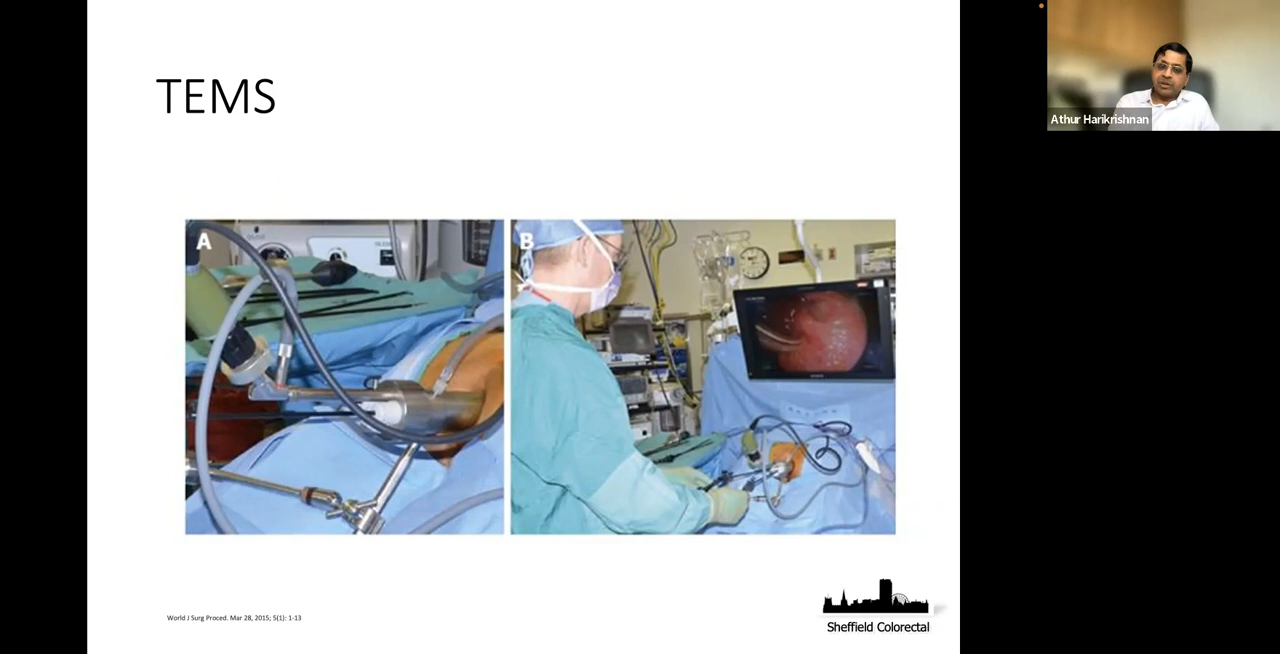 TEMS
A
B
World J Surg Proced. Mar 28, 2015; 5(1): 1-13
Sheffield Colorectal
Athur Harikrishnan